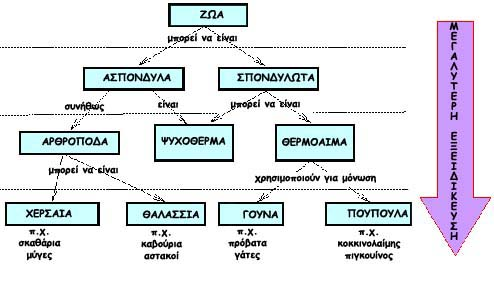 ΖΩΑ
μπορεί να είναι
ΑΣΠΟΝΔΥΛΑ
ΣΠΟΝΔΥΛΩΤΑ
συνήθως
είναι
μπορεί να είναι
ΑΡΘΡΟΠΟΔΑ
ΨΥΧΟΘΕΡΜΑ
ΘΕΡΜΟΑΙΜΑ
μπορεί να είναι
χρησιμοποιούν για μόνωση
ΧΕΡΣΑΙΑ
ΘΑΛΑΣΣΙΑ
ΓΟΥΝΑ
ΠΟΥΠΟΥΛΑ
π.χ.
σκαθάρια
μύγες
π.χ.
καβούρια
αστακοί
π.χ.
πρόβατα
γάτες
π.χ.
κοκκινολαίμης
πιγκουίνος
ΜΕΓΑΛΥΤΕΡΗ ΕΞΕΙΔΙΚΕΥΣΗ